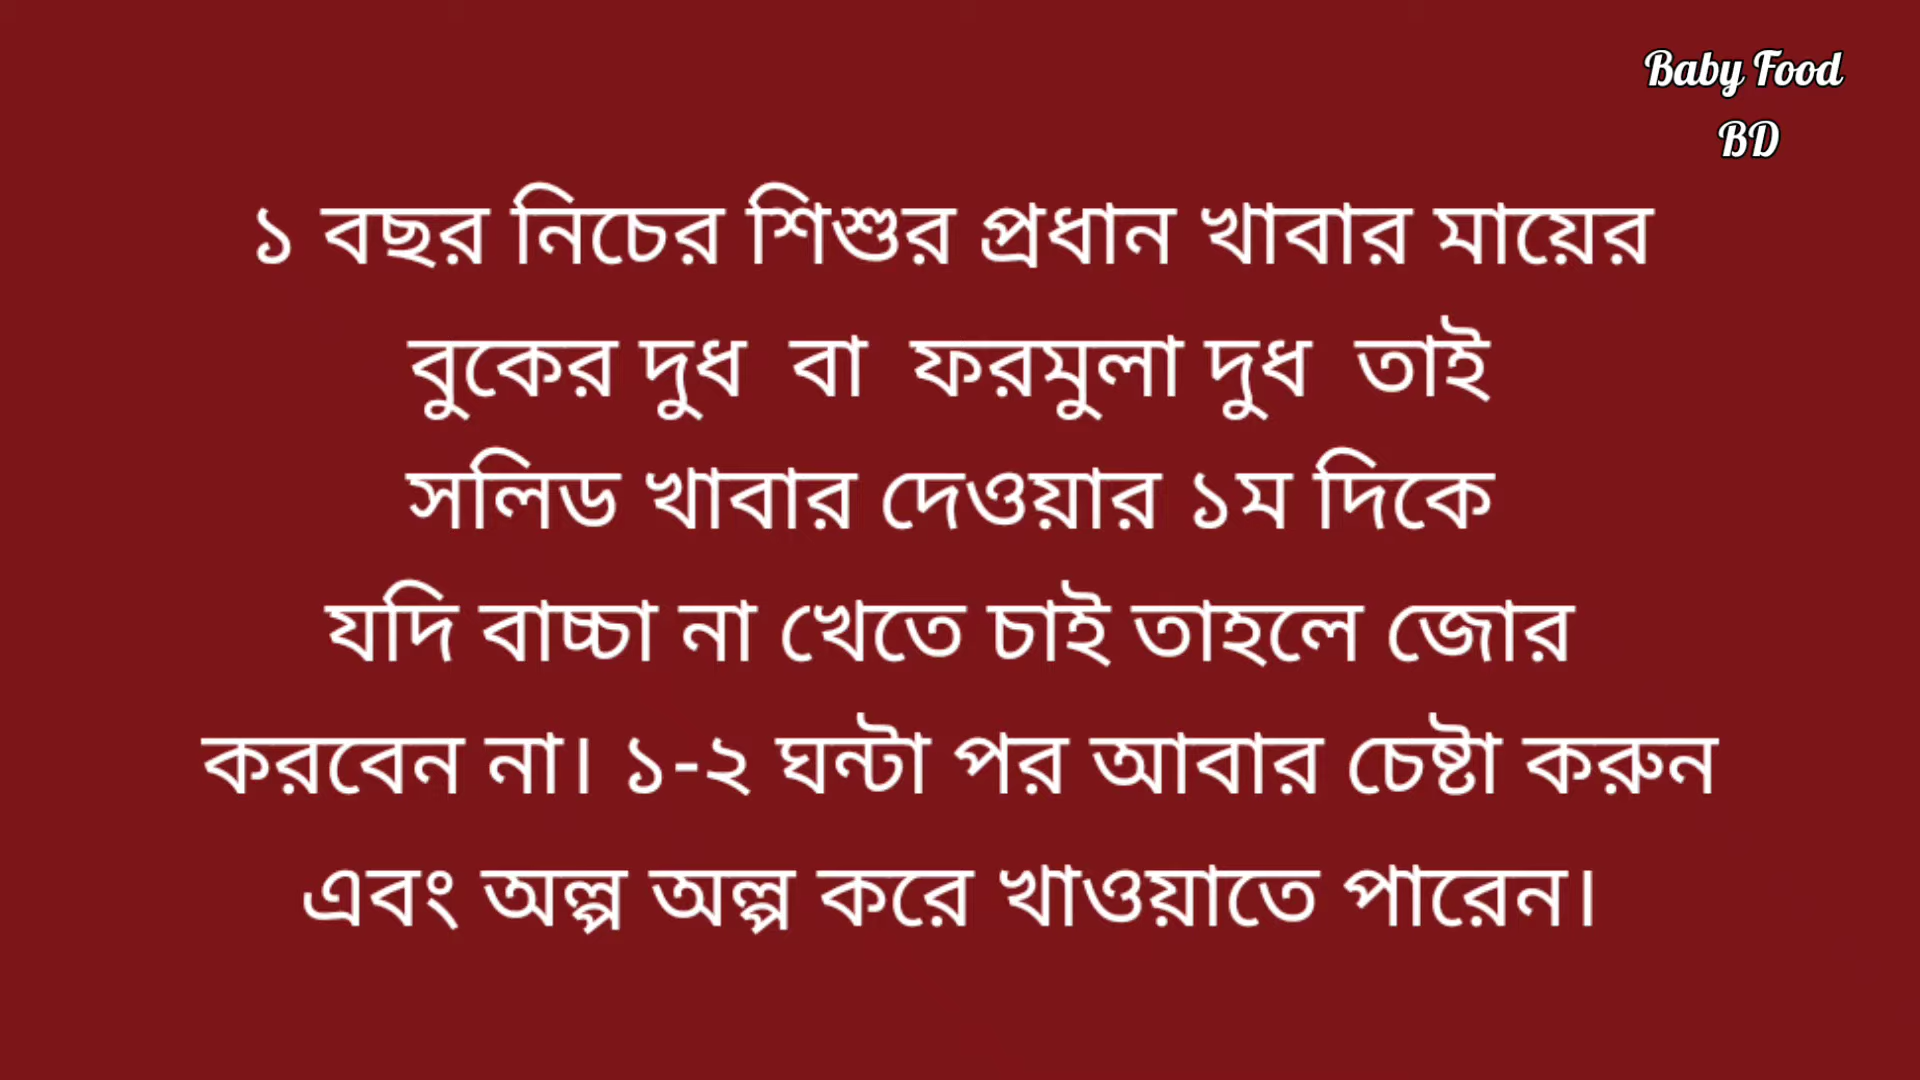 Baby Food
BD
১ বছর নিচের শিশুর প্রধান খাবার মায়ের
বুকের দুধ বা ফরমুলা দুধ তাই
সলিড খাবার দেওয়ার ১ম দিকে
যদি বাচ্চা না খেতে চাই তাহলে জোর
করবেন না। ১-২ ঘন্টা পর আবার চেষ্টা করুন
এবং অল্প অল্প করে খাওয়াতে পারেন।